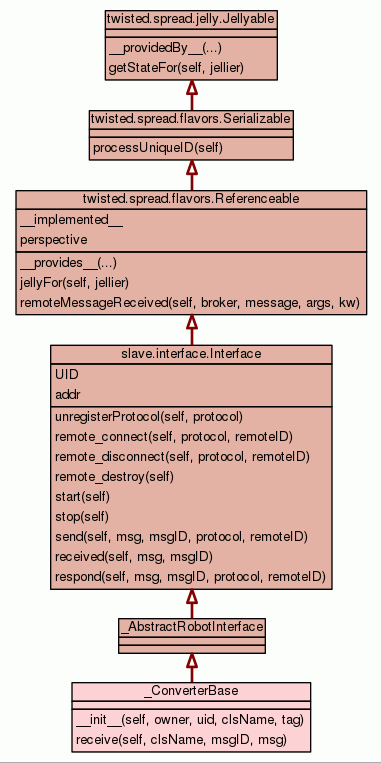 twisted.spread.jelly.Jellyable
__providedBy__(...)
getStateFor(self, jellier)
twisted.spread.flavors.Serializable
processUniqueID(self)
twisted.spread.flavors.Referenceable
__implemented__
perspective
__provides__(...)
jellyFor(self, jellier)
remoteMessageReceived(self, broker, message, args, kw)
slave.interface.Interface
UID
addr
unregisterProtocol(self, protocol)
remote_connect(self, protocol, remoteID)
remote_disconnect(self, protocol, remoteID)
remote_destroy(self)
start(self)
stop(self)
send(self, msg, msgID, protocol, remoteID)
received(self, msg, msgID)
respond(self, msg, msgID, protocol, remoteID)
_AbstractRobotInterface
_ConverterBase
__init__(self, owner, uid, clsName, tag)
receive(self, clsName, msgID, msg)